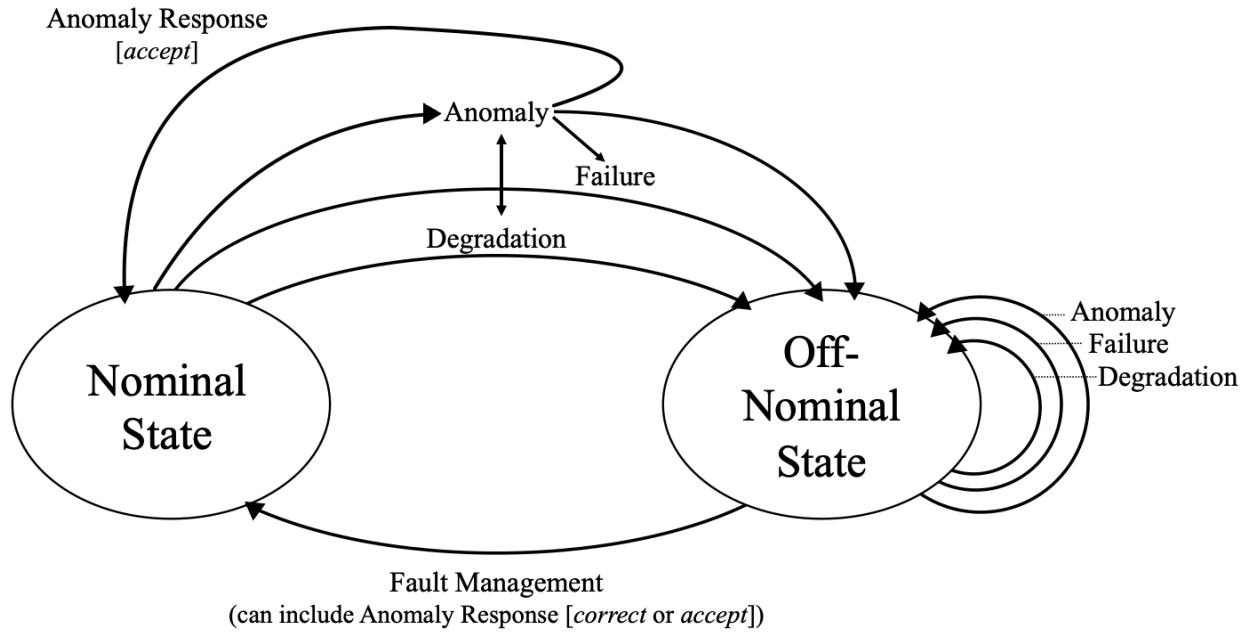 Anomaly Response
[accept]
Anomaly
Failure
Degradation
Nominal
State
Off-
Nominal
State
Anomaly
Failure
Degradation
Fault Management
(can include Anomaly Response [correct or accept])